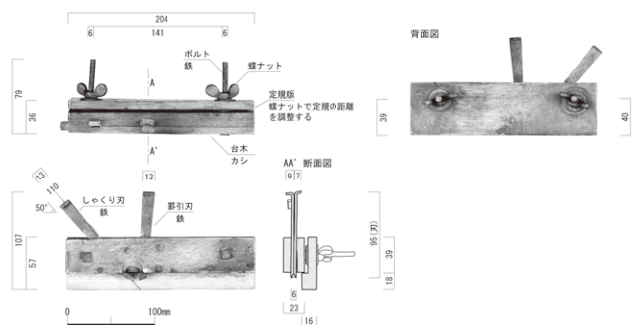 204
6
141
6
ボルト
鉄
蝶ナット
A
79
36
定規版
蝶ナットで定規の距離
を調整する
A'
台木
カシ
背面図
39
40
13
110
50°
しゃくり刃
鉄
12
罫引刃
鉄
107
57
0
100mm
AA' 断面図
9
7
95(刃)
39
18
6
23
16